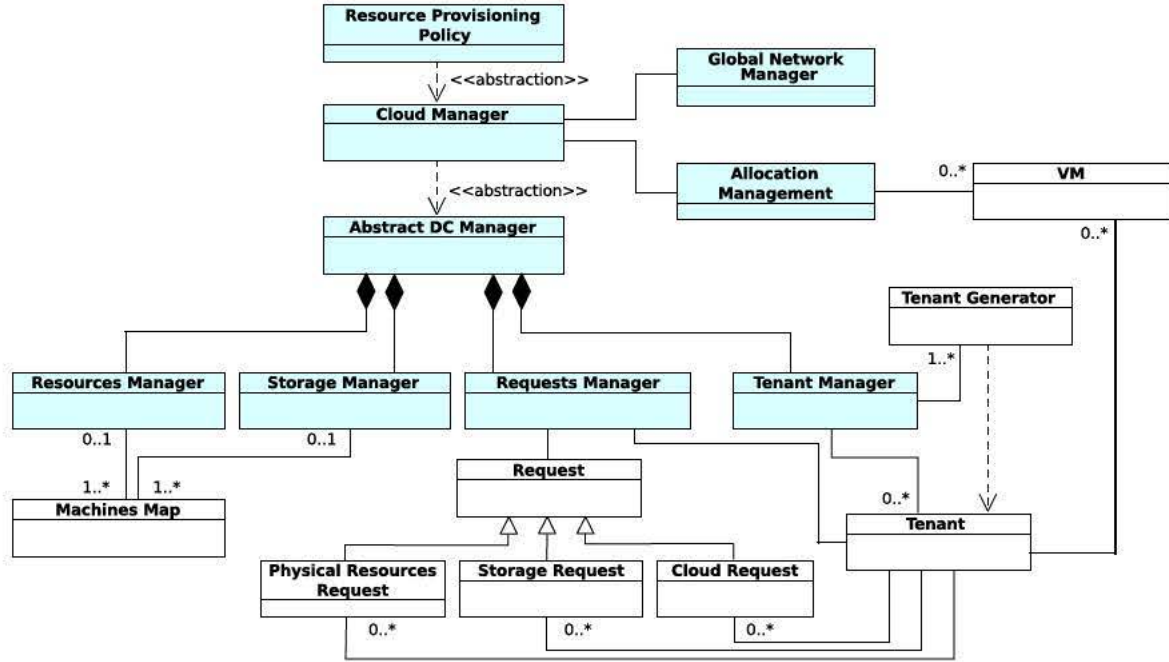 Resource Provisioning
Policy
<<abstraction>>
Global Network
Manager
Cloud Manager
<<abstraction>>
Allocation
Management
0..*
VM
0..*
Abstract DC Manager
Tenant Generator
1..*
Resources Manager
Storage Manager
Requests Manager
Tenant Manager
0..1
0..1
Request
1..*
1..*
0..*
Machines Map
Tenant
Physical Resources
Request
Storage Request
Cloud Request
0..*
0..*
0..*